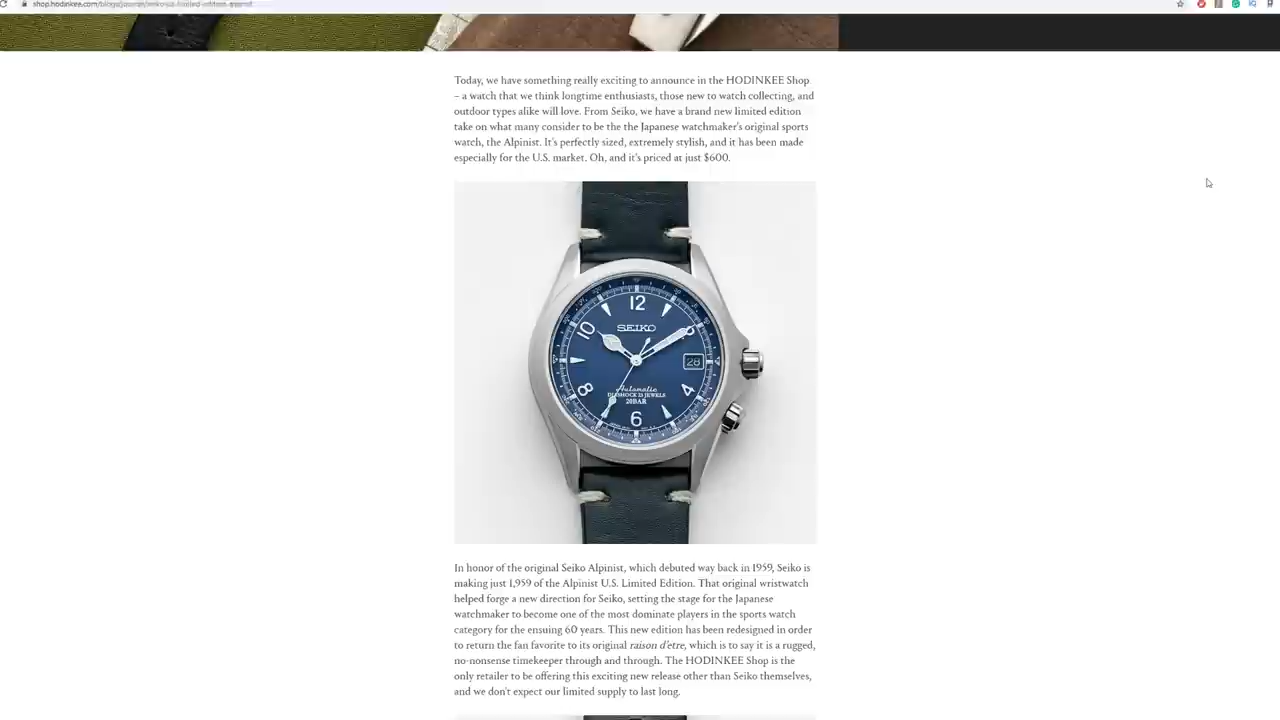 Today, we have something really exciting to announce in the HODINKEE Shop
– a watch that we think longtime enthusiasts, those new to watch collecting, and
outdoor types alike will love. From Seiko, we have a brand new limited edition
take on what many consider to be the the Japanese watchmaker's original sports
watch, the Alpinist. It's perfectly sized, extremely stylish, and it has been made
especially for the U.S. market. Oh, and it's priced at just $600.
12
10
SEIKO
28
8
4
Automatic
DIASHOCK 23 JEWELS
20BAR
6
In honor of the original Seiko Alpinist, which debuted way back in 1959, Seiko is
making just 1,959 of the Alpinist U.S. Limited Edition. That original wristwatch
helped forge a new direction for Seiko, setting the stage for the Japanese
watchmaker to become one of the most dominate players in the sports watch
category for the ensuing 60 years. This new edition has been redesigned in order
to return the fan favorite to its original raison d'etre, which is to say it is a rugged,
no-nonsense timekeeper through and through. The HODINKEE Shop is the
only retailer to be offering this exciting new release other than Seiko themselves,
and we don't expect our limited supply to last long.